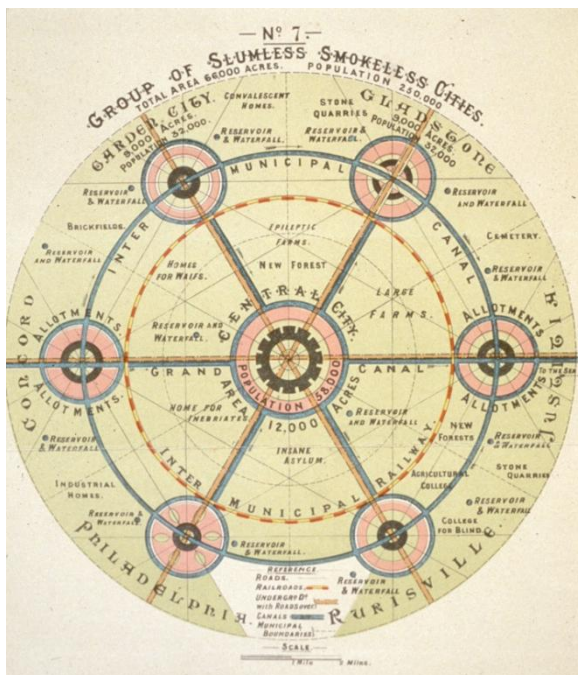 — Nº 7. —
GROUP OF SLUMLESS SMOKELESS CITIES.
TOTAL AREA 66,000 ACRES. POPULATION 250,000
GARDEN CITY.
9,000 ACRES.
POPULATION 32,000.
CONVALESCENT
HOMES.
STONE
QUARRIES
GLADSTONE
9,000 ACRES
POPULATION
32,000
RESERVOIR
& WATERFALL.
RESERVOIR &
WATERFALL.
INTER MUNICIPAL CANAL
RESERVOIR
& WATERFALL
RESERVOIR
AND WATERFALL
BRICKFIELDS.
RESERVOIR
AND WATERFALL
EPILEPTIC
FARMS.
CEMETERY.
HOMES
FOR WAIFS.
NEW FOREST
RESERVOIR
& WATERFALL.
LARGE
FARMS.
CENTRAL CITY.
CONCORD
ALLOTMENTS.
RESERVOIR AND
WATERFALL.
ALLOTMENTS
JUSTITIA
GRAND CANAL
TO THE SEA
ALLOTMENTS.
ALLOTMENTS.
AREA 12,000 ACRES
POPULATION 58,000
HOME FOR
INEBRIATES.
RESERVOIR
AND WATERFALL
NEW
FORESTS
RESERVOIR
& WATERFALL
RESERVOIR
& WATERFALL
INSANE
ASYLUM.
STONE
QUARRIES
INDUSTRIAL
HOMES.
AGRICULTURAL
COLLEGE
INTER MUNICIPAL RAILWAY.
RESERVOIR
& WATERFALL
RESERVOIR &
WATERFALL
COLLEGE
FOR BLIND.
RESERVOIR
& WATERFALL.
PHILADELPHIA.
RURISVILLE
REFERENCE
ROADS.
RAILROADS.
UNDERGRD Dº
with ROADS over
CANALS
MUNICIPAL
BOUNDARIES
RESERVOIR
& WATERFALL
— SCALE —
1 Mile 2 Miles.